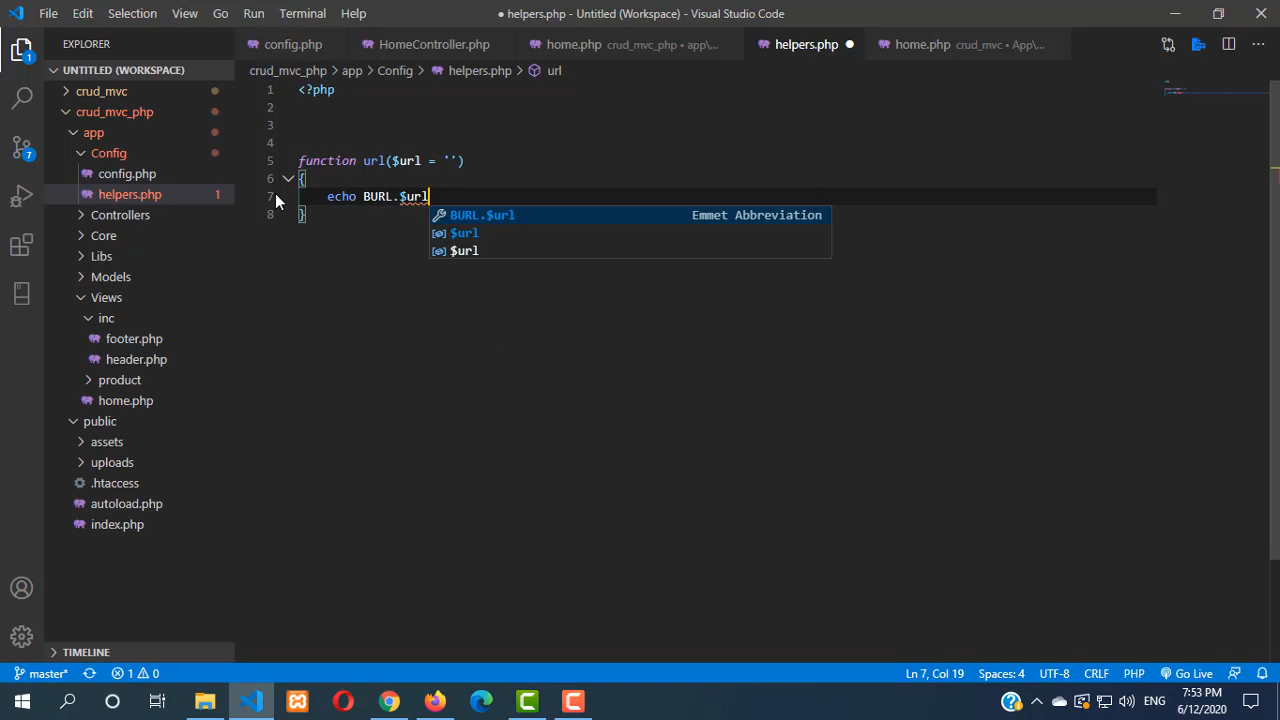 File Edit Selection View Go Run Terminal Help
● helpers.php - Untitled (Workspace) - Visual Studio Code
EXPLORER
config.php
HomeController.php
home.php crud_mvc_php • app\...
helpers.php
home.php crud_mvc • App\...
UNTITLED (WORKSPACE)
crud_mvc_php > app > Config > helpers.php > url
crud_mvc
crud_mvc_php
app
Config
config.php
helpers.php 1
Controllers
Core
Libs
Models
Views
inc
footer.php
header.php
product
home.php
public
assets
uploads
.htaccess
autoload.php
index.php
TIMELINE
1
7
1 <?php
2
3
4
5 function url($url = '')
6 {
7 echo BURL.$url
8 }
BURL.$url Emmet Abbreviation
$url
$url
master* 1 0
Ln 7, Col 19 Spaces: 4 UTF-8 CRLF PHP Go Live
ENG
7:53 PM
6/12/2020